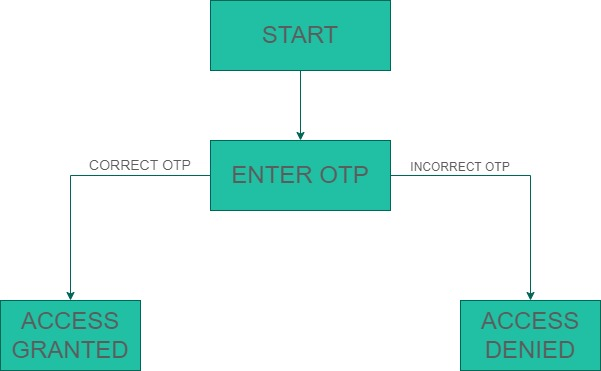 START
CORRECT OTP
ENTER OTP
INCORRECT OTP
ACCESS
GRANTED
ACCESS
DENIED